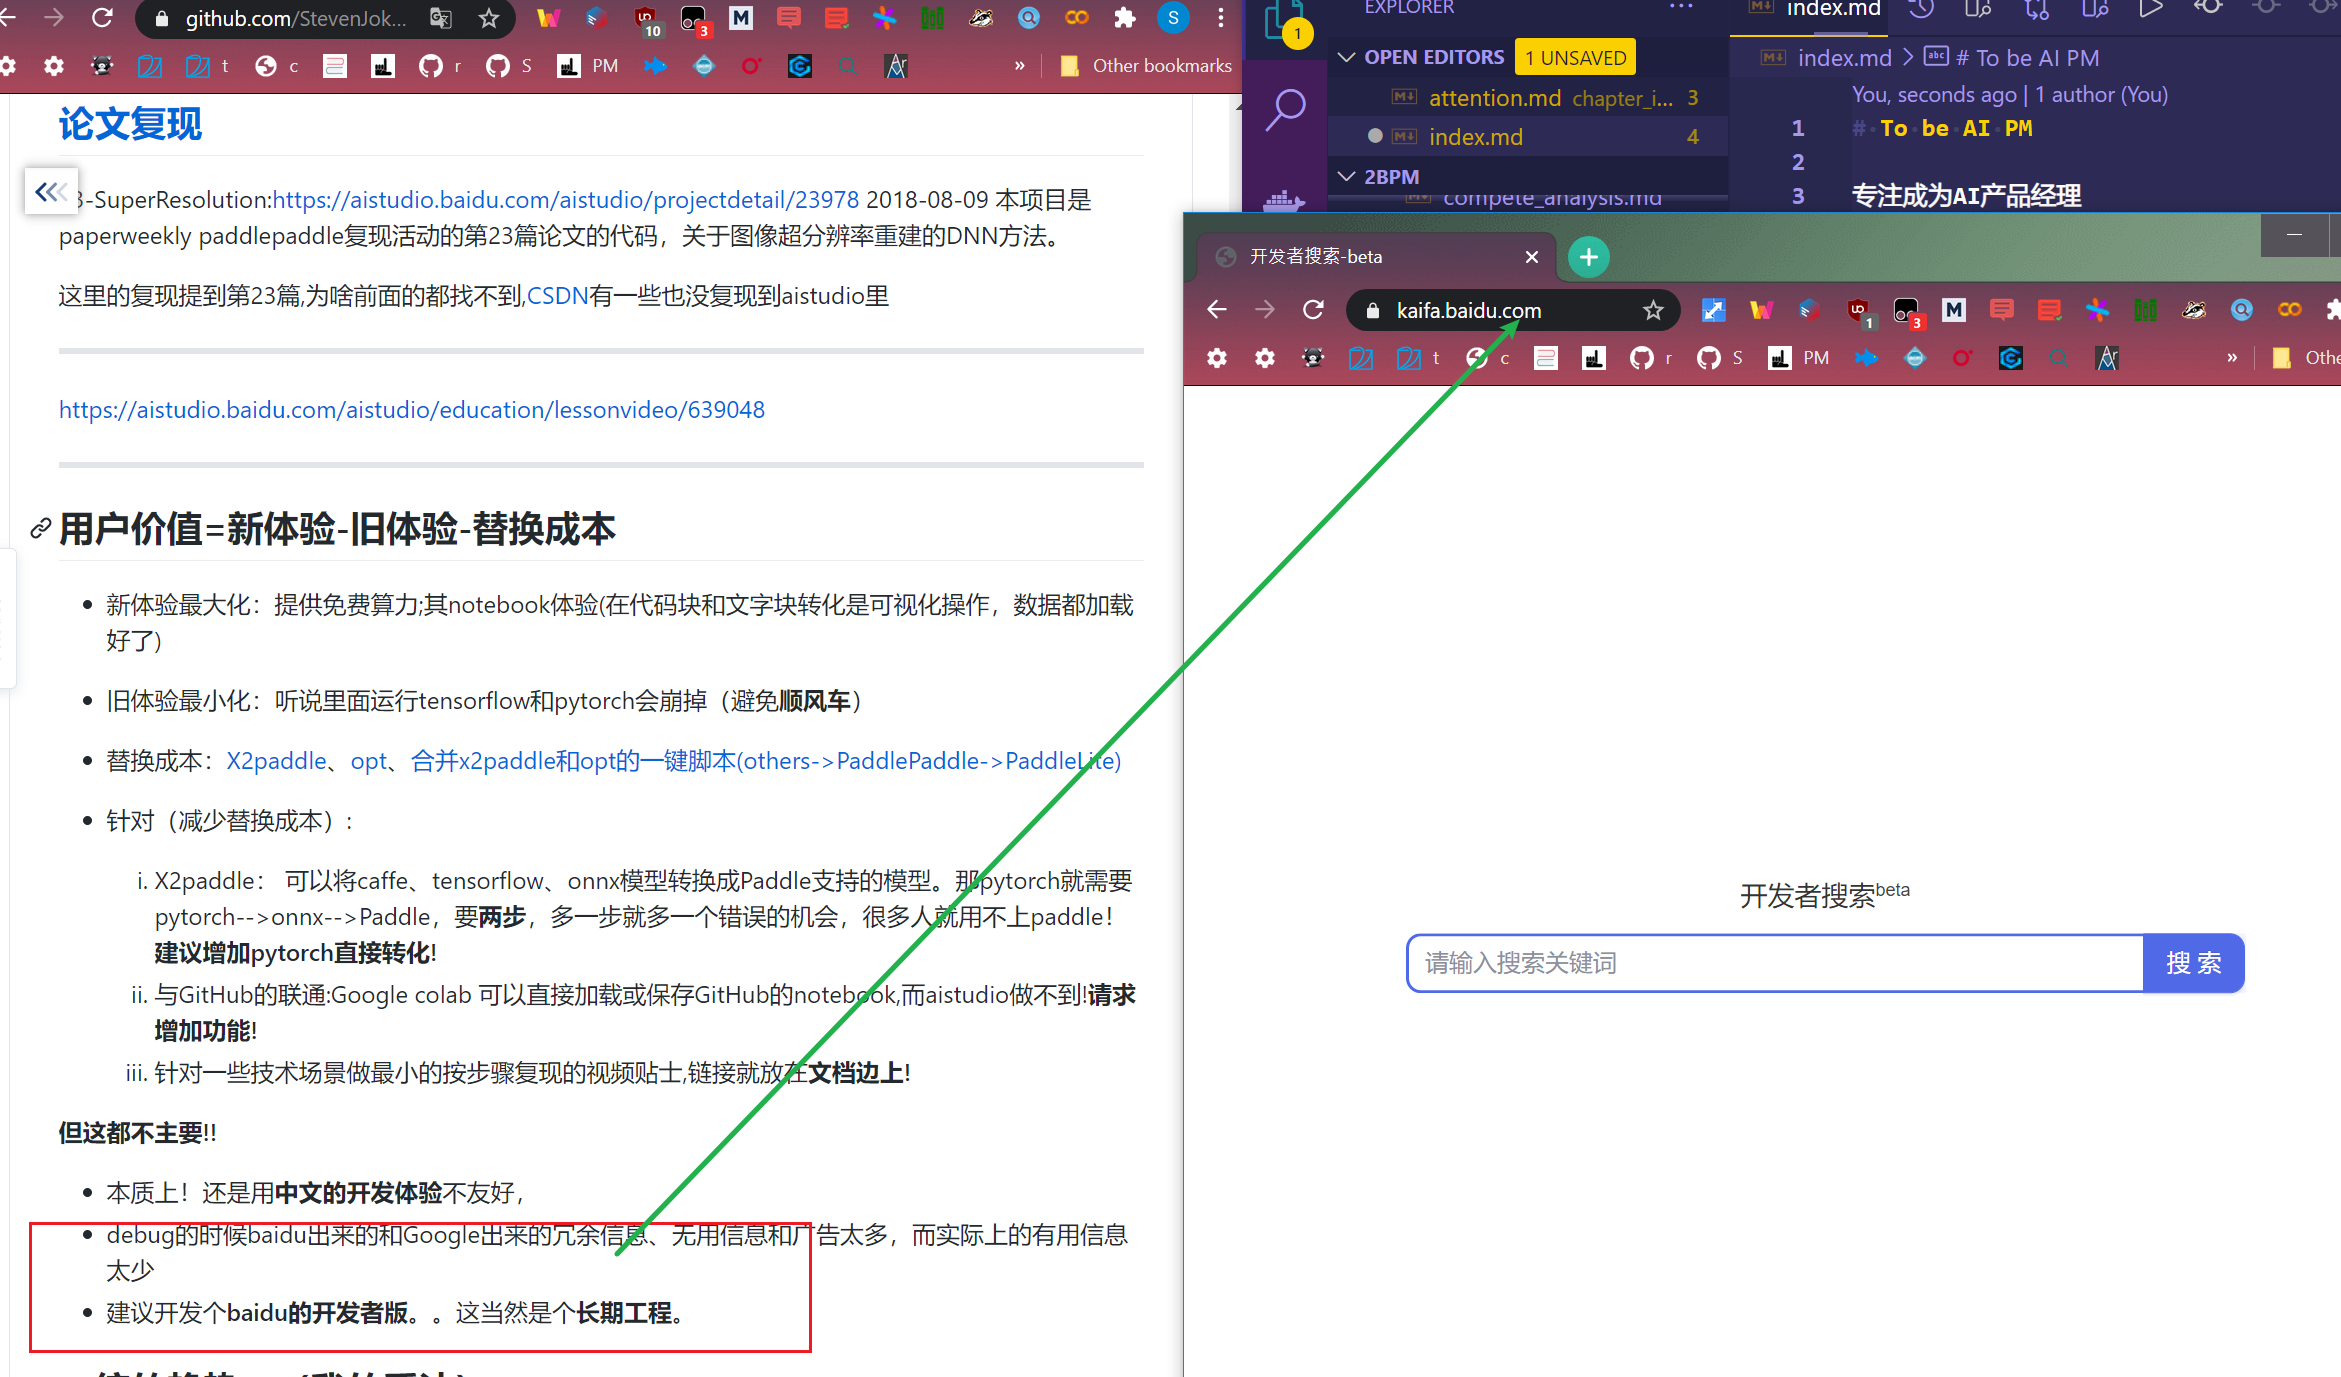 github.com/StevenJok...
10
3
S
t
c
r
S
PM
»
Other bookmarks
论文复现
3-SuperResolution:https://aistudio.baidu.com/aistudio/projectdetail/23978 2018-08-09 本项目是
paperweekly paddlepaddle复现活动的第23篇论文的代码，关于图像超分辨率重建的DNN方法。
这里的复现提到第23篇,为啥前面的都找不到,CSDN有一些也没复现到aistudio里
https://aistudio.baidu.com/aistudio/education/lessonvideo/639048
用户价值=新体验-旧体验-替换成本
• 新体验最大化：提供免费算力;其notebook体验(在代码块和文字块转化是可视化操作，数据都加载
好了)
• 旧体验最小化：听说里面运行tensorflow和pytorch会崩掉（避免顺风车）
• 替换成本：X2paddle、opt、合并x2paddle和opt的一键脚本(others->PaddlePaddle->PaddleLite)
• 针对（减少替换成本）:
i. X2paddle： 可以将caffe、tensorflow、onnx模型转换成Paddle支持的模型。那pytorch就需要
pytorch-->onnx-->Paddle，要两步，多一步就多一个错误的机会，很多人就用不上paddle！
建议增加pytorch直接转化!
ii. 与GitHub的联通:Google colab 可以直接加载或保存GitHub的notebook,而aistudio做不到!请求
增加功能!
iii. 针对一些技术场景做最小的按步骤复现的视频贴士,链接就放在文档边上!
但这都不主要!!
• 本质上！还是用中文的开发体验不友好，
• debug的时候baidu出来的和Google出来的冗余信息、无用信息和广告太多，而实际上的有用信息
太少
• 建议开发个baidu的开发者版。。这当然是个长期工程。
EXPLORER
1
OPEN EDITORS 1 UNSAVED
attention.md chapter_i... 3
index.md 4
2BPM
compete_analysis.md
index.md
index.md > # To be AI PM
You, seconds ago | 1 author (You)
1 # To be AI PM
2
3 专注成为AI产品经理
开发者搜索-beta
kaifa.baidu.com
1
3
t
c
r
S
PM
»
Othe
开发者搜索beta
请输入搜索关键词
搜 索